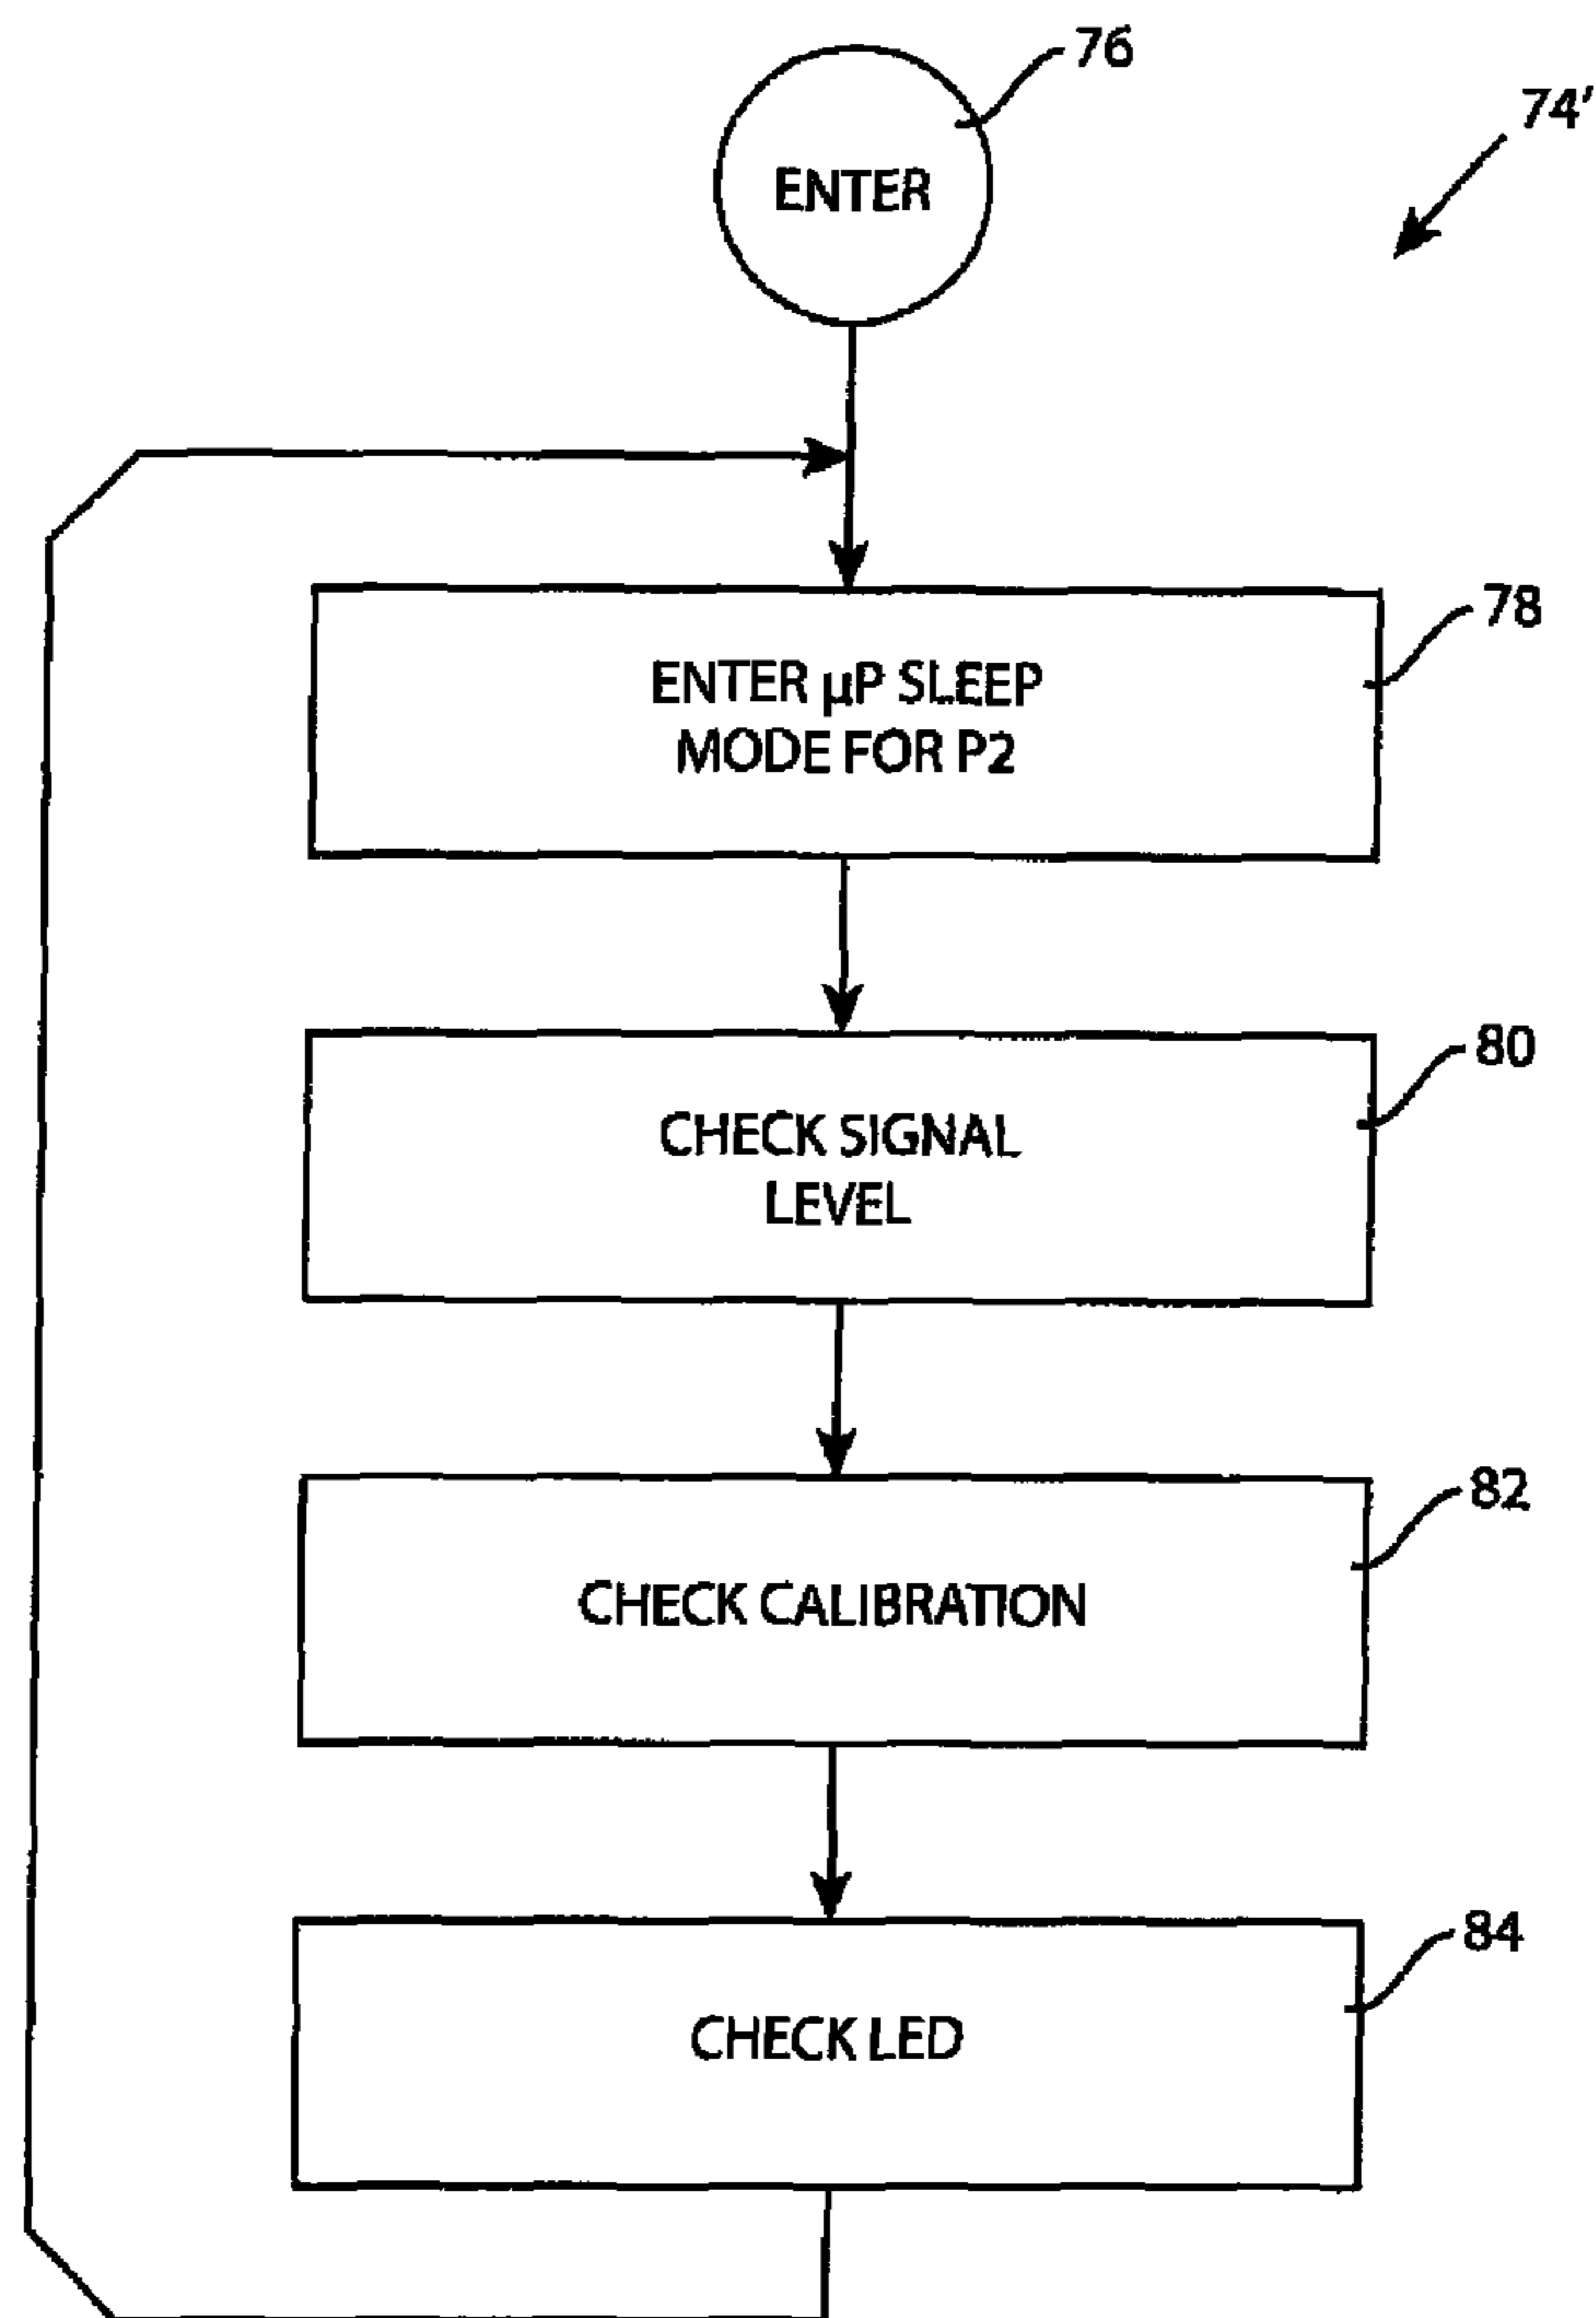 76
74'
ENTER
78
ENTER µP SLEEP
MODE FOR P2
80
CHECK SIGNAL
LEVEL
82
CHECK CALIBRATION
84
CHECK LED